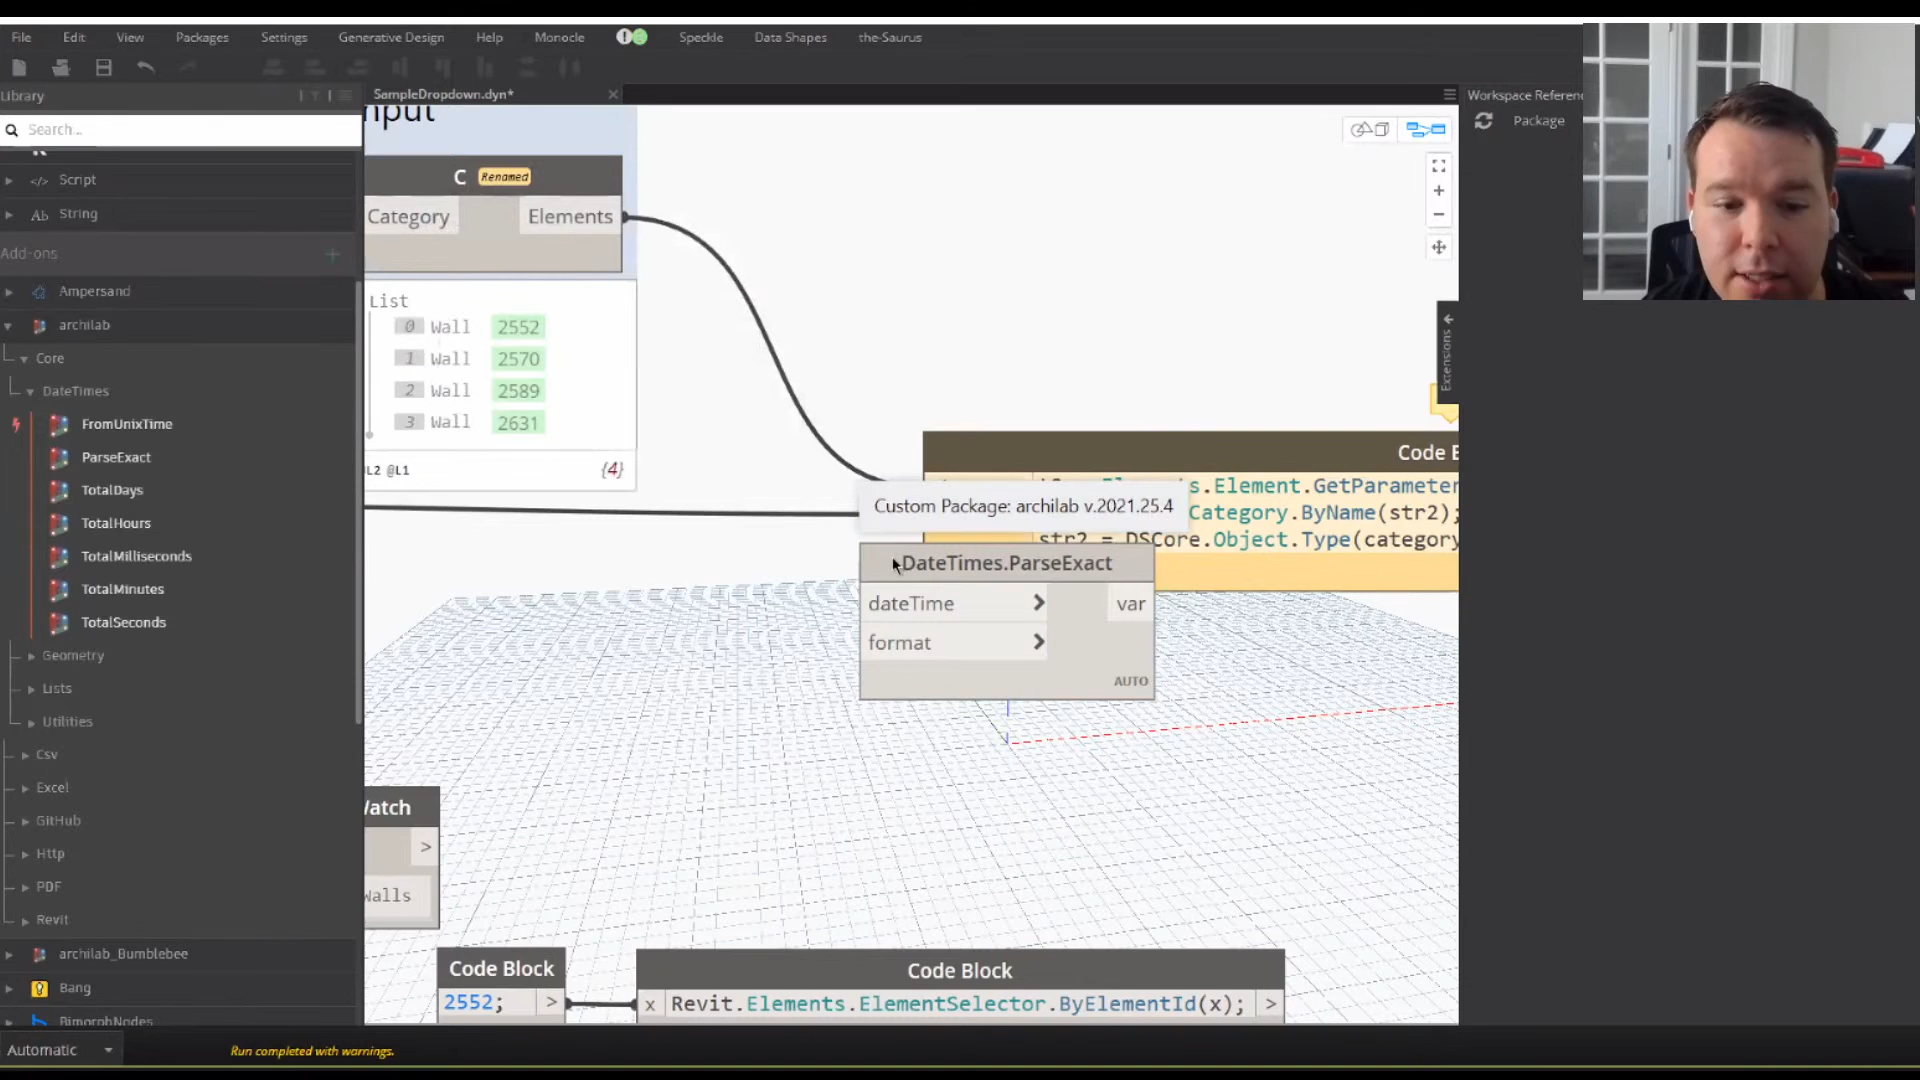 File Edit View Packages Settings Generative Design Help Monocle Speckle Data Shapes the-Saurus
Library
Search...
Script
Ab String
Add-ons
Ampersand
archilab
Core
DateTimes
FromUnixTime
ParseExact
TotalDays
TotalHours
TotalMilliseconds
TotalMinutes
TotalSeconds
Geometry
Lists
Utilities
Csv
Excel
GitHub
Http
PDF
Revit
archilab_Bumblebee
Bang
BimorphNodes
Automatic
Run completed with warnings.
SampleDropdown.dyn*
nput
C Renamed
Category Elements
List
0 Wall 2552
1 Wall 2570
2 Wall 2589
3 Wall 2631
L2 @L1 {4}
Code B
s.Element.GetParameter
Category.ByName(str2);
str2 = DSCore.Object.Type(category
Custom Package: archilab v.2021.25.4
DateTimes.ParseExact
dateTime > var
format >
AUTO
Watch
>
Walls
Code Block
2552; >
Code Block
x Revit.Elements.ElementSelector.ByElementId(x); >
Extensions
Workspace Referen
Package